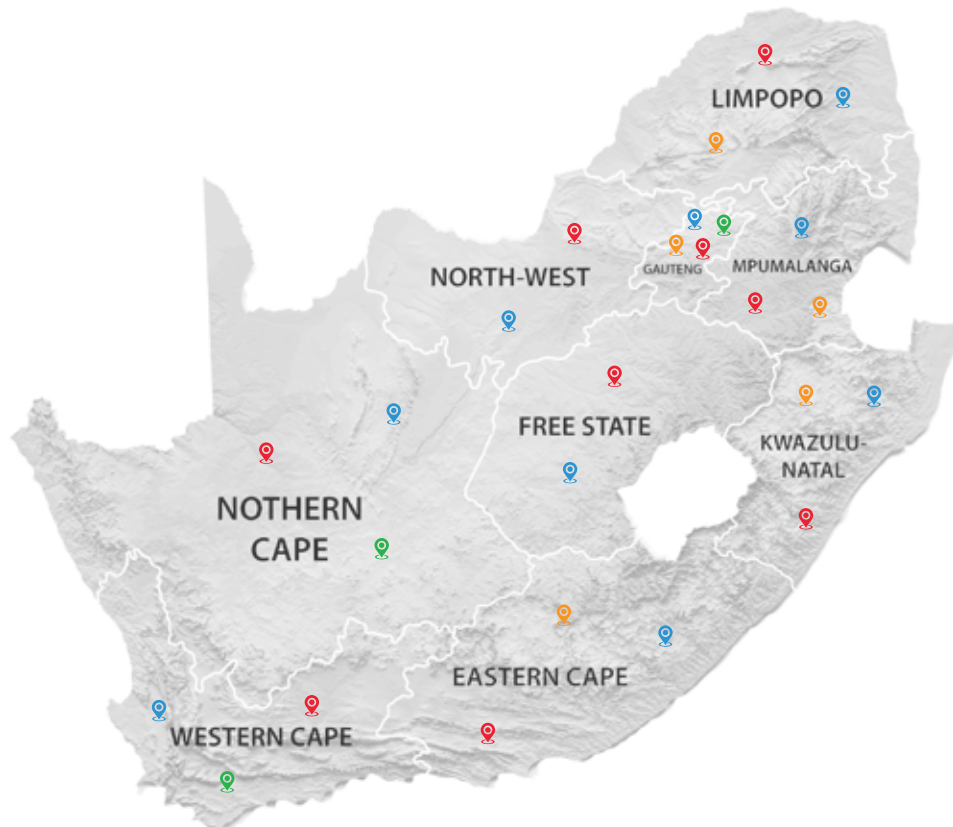 LIMPOPO
NORTH-WEST
GAUTENG
MPUMALANGA
FREE STATE
KWAZULU-
NATAL
NOTHERN
CAPE
EASTERN CAPE
WESTERN CAPE